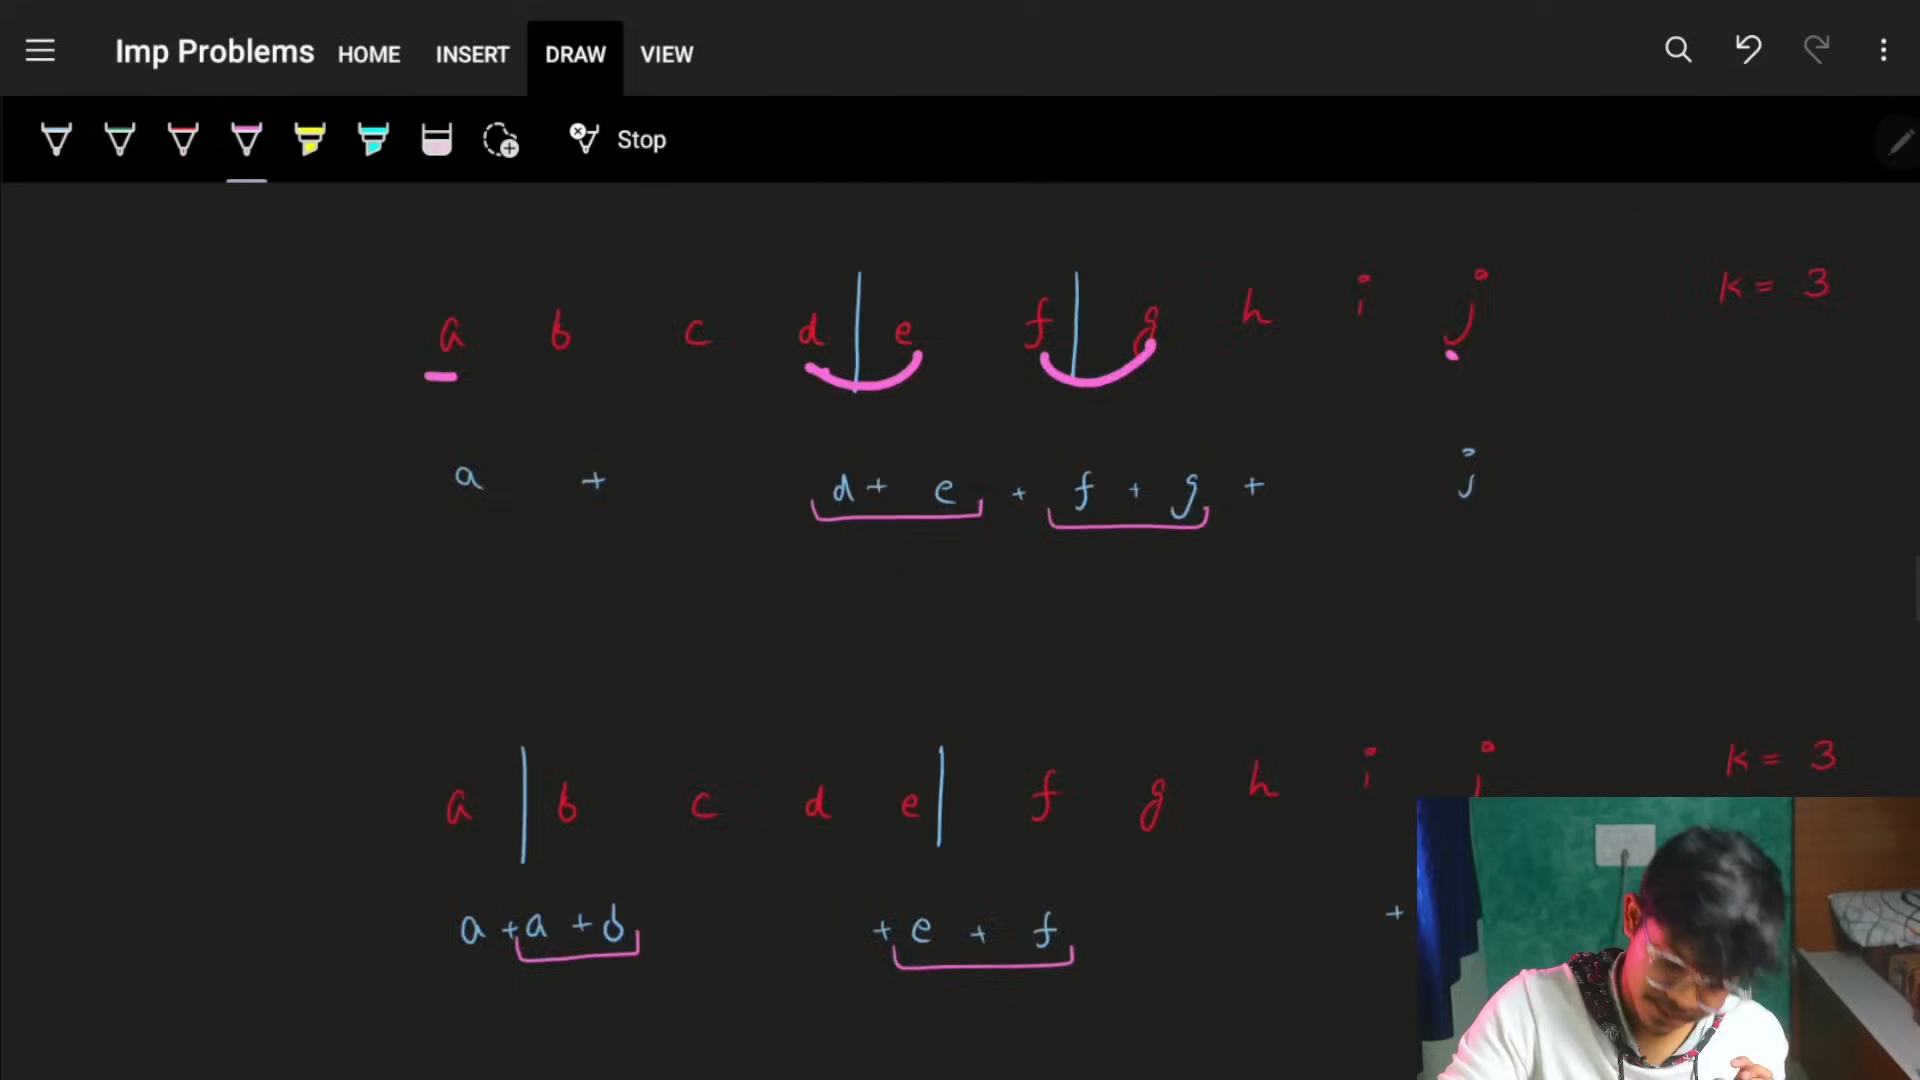 Imp Problems HOME INSERT DRAW VIEW
Stop
a b c d | e f | g h i j k = 3
a + d + e + f + g + j
a | b c d e | f g h i j k = 3
a + a + b + e + f +